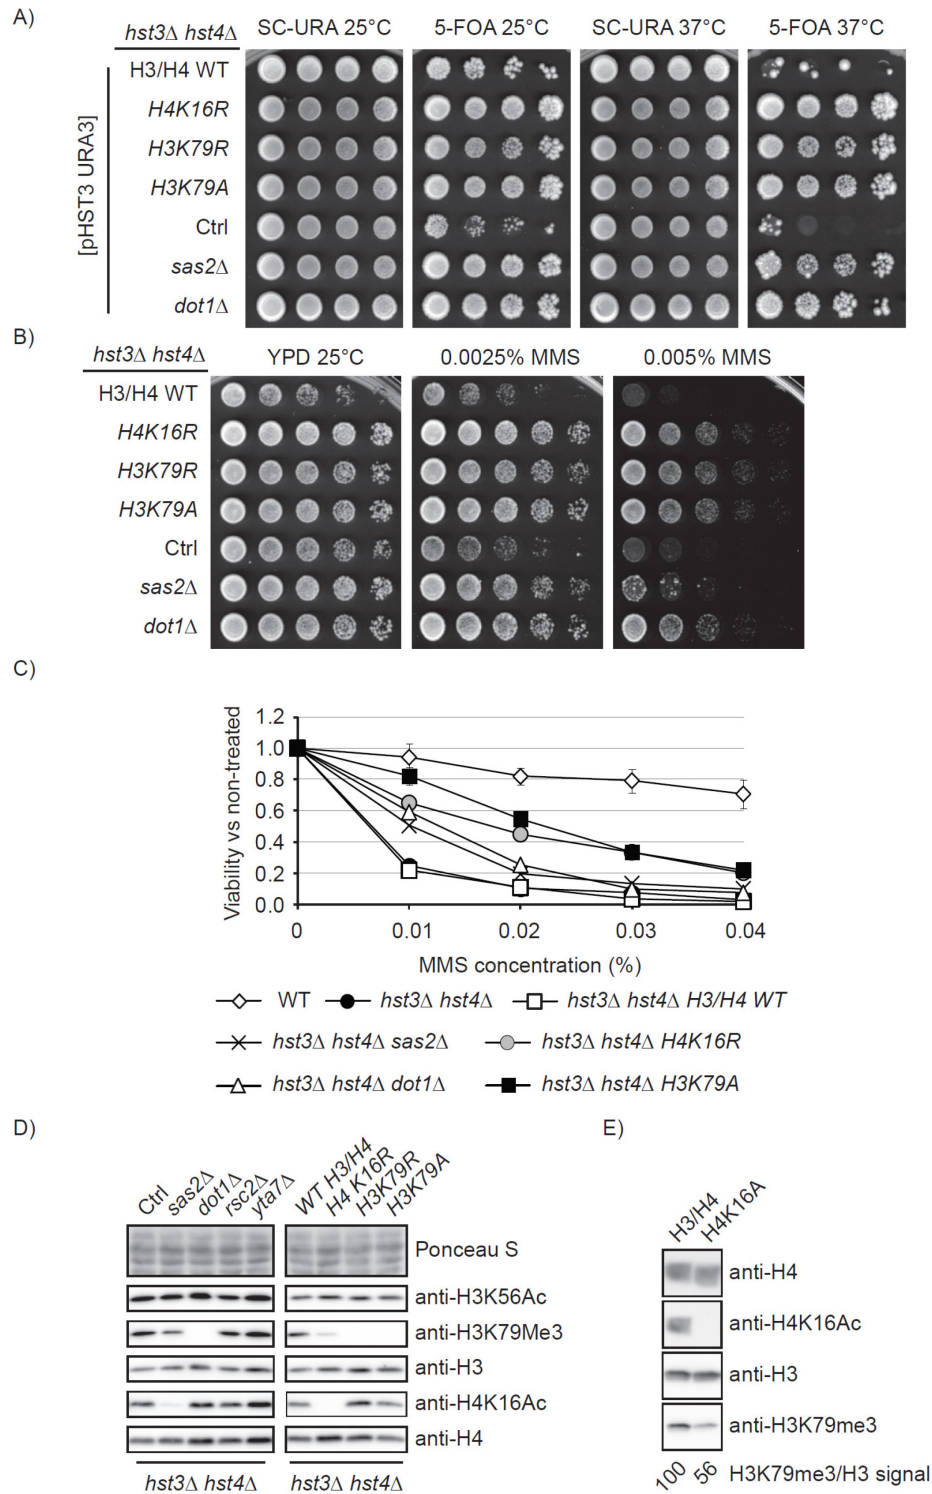 A)
hst3Δ hst4Δ
SC-URA 25°C 5-FOA 25°C SC-URA 37°C 5-FOA 37°C
[pHST3 URA3]
H3/H4 WT
H4K16R
H3K79R
H3K79A
Ctrl
sas2Δ
dot1Δ
B)
hst3Δ hst4Δ
YPD 25°C 0.0025% MMS 0.005% MMS
H3/H4 WT
H4K16R
H3K79R
H3K79A
Ctrl
sas2Δ
dot1Δ
C)
Viability vs non-treated
1.2
1.0
0.8
0.6
0.4
0.2
0.0
0 0.01 0.02 0.03 0.04
MMS concentration (%)
WT hst3Δ hst4Δ hst3Δ hst4Δ H3/H4 WT
hst3Δ hst4Δ sas2Δ hst3Δ hst4Δ H4K16R
hst3Δ hst4Δ dot1Δ hst3Δ hst4Δ H3K79A
D)
Ctrl sas2Δ dot1Δ rsc2Δ yta7Δ WT H3/H4 H4 K16R H3K79R H3K79A
Ponceau S
anti-H3K56Ac
anti-H3K79Me3
anti-H3
anti-H4K16Ac
anti-H4
hst3Δ hst4Δ hst3Δ hst4Δ
E)
H3/H4 H4K16A
anti-H4
anti-H4K16Ac
anti-H3
anti-H3K79me3
100 56 H3K79me3/H3 signal